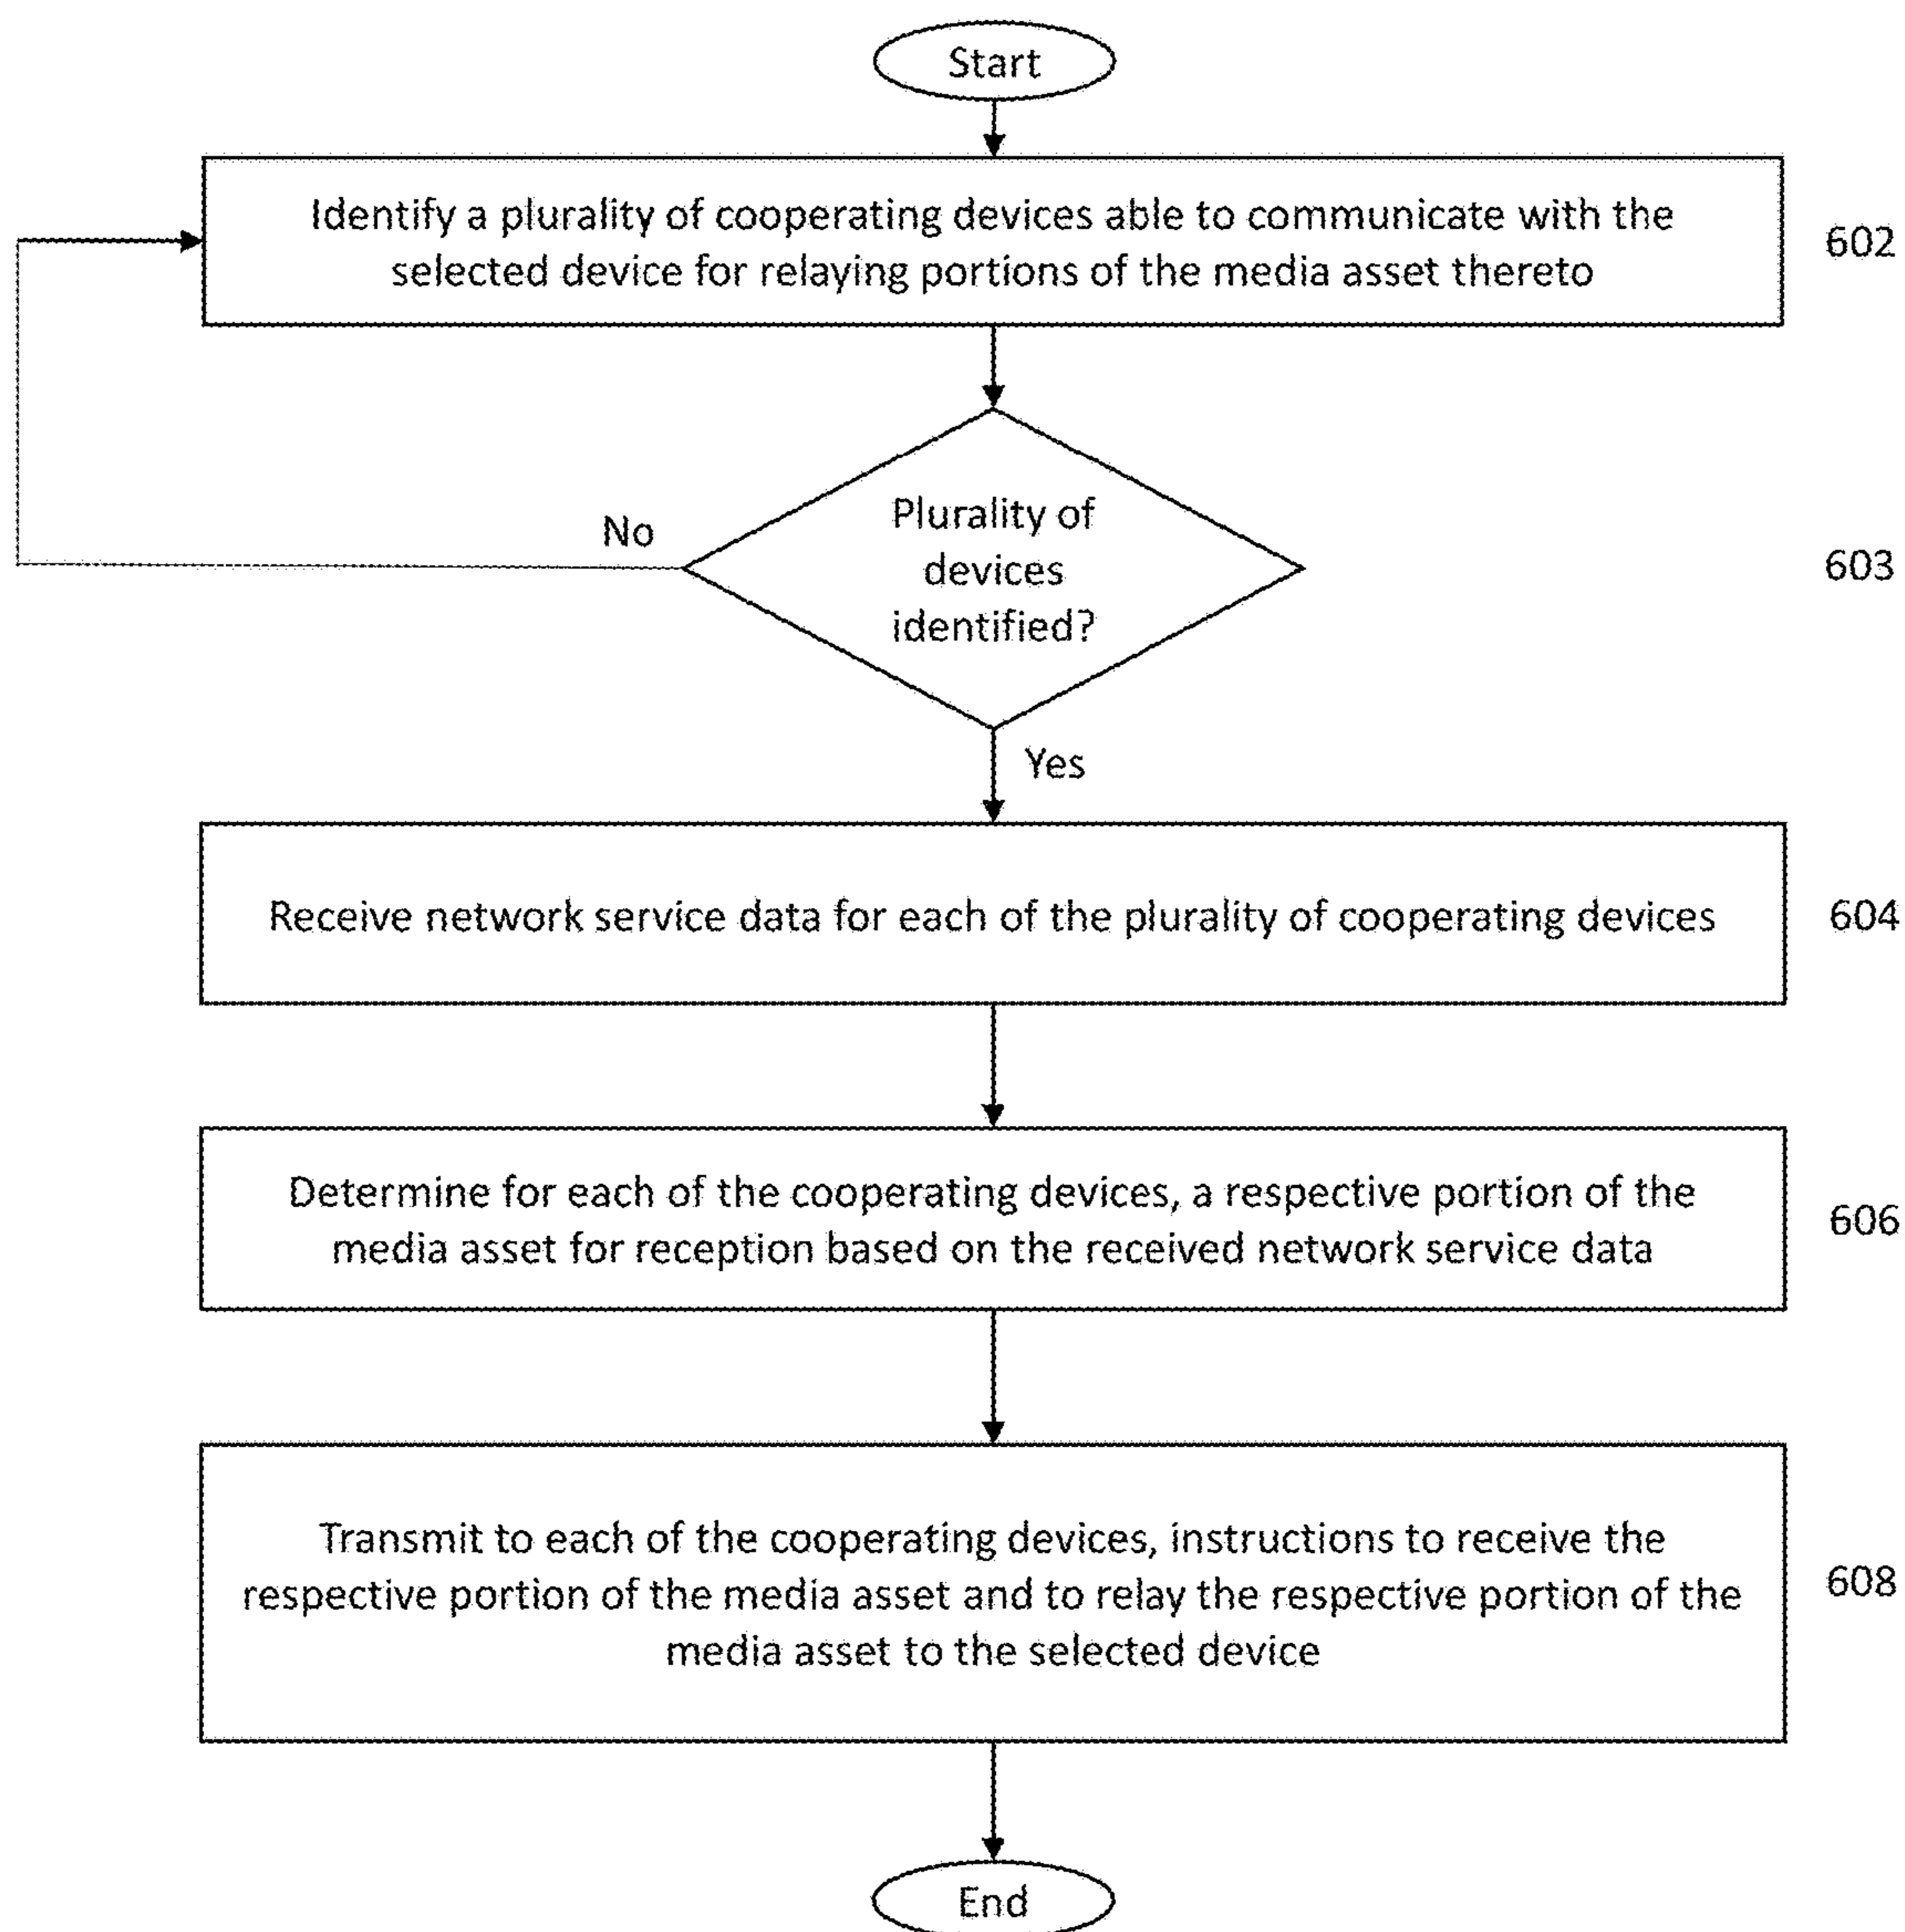 Start
Identify a plurality of cooperating devices able to communicate with the
selected device for relaying portions of the media asset thereto
602
Plurality of
devices
identified?
No
603
Yes
Receive network service data for each of the plurality of cooperating devices
604
Determine for each of the cooperating devices, a respective portion of the
media asset for reception based on the received network service data
606
Transmit to each of the cooperating devices, instructions to receive the
respective portion of the media asset and to relay the respective portion of the
media asset to the selected device
608
End